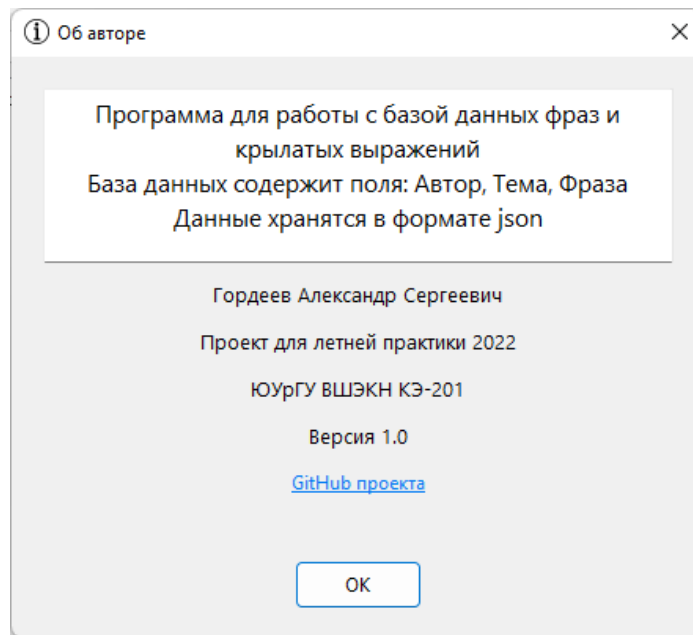 Об авторе
Программа для работы с базой данных фраз и
крылатых выражений
База данных содержит поля: Автор, Тема, Фраза
Данные хранятся в формате json
Гордеев Александр Сергеевич
Проект для летней практики 2022
ЮУрГУ ВШЭКН КЭ-201
Версия 1.0
GitHub проекта
ОК